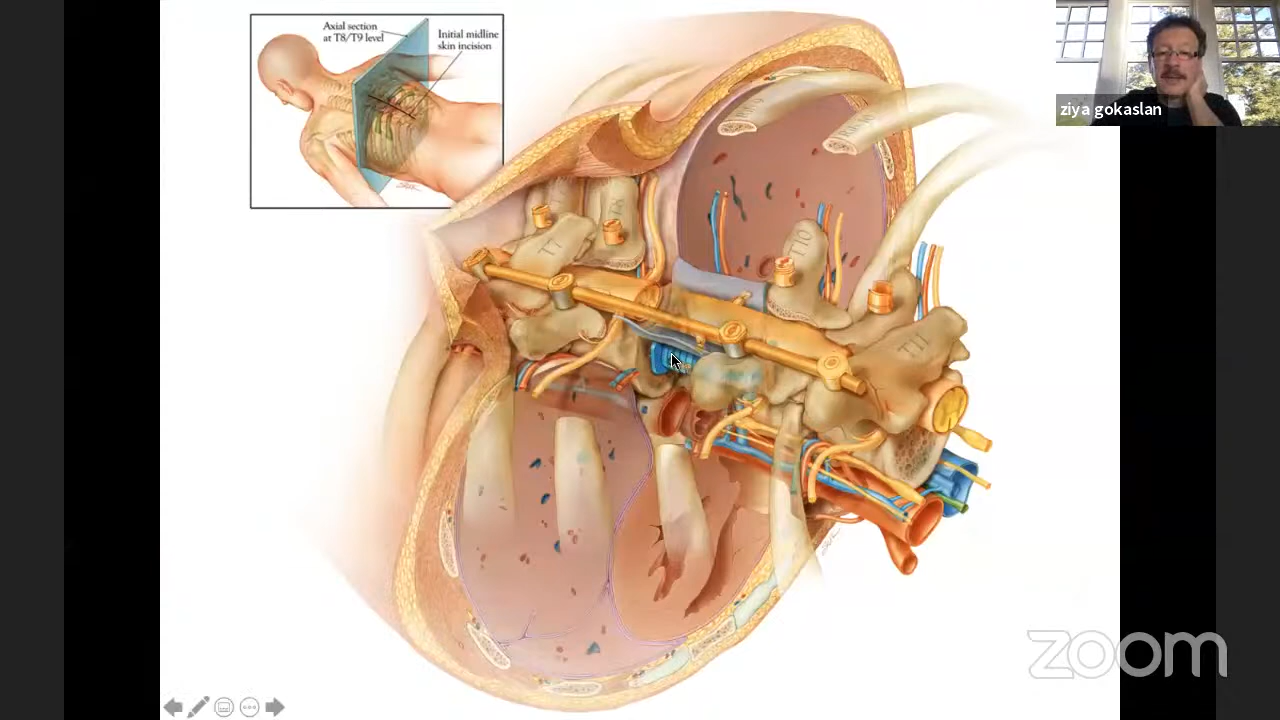 Axial section
at T8/T9 level
Initial midline
skin incision
ziya gokaslan
T7
T10
T11
zoom